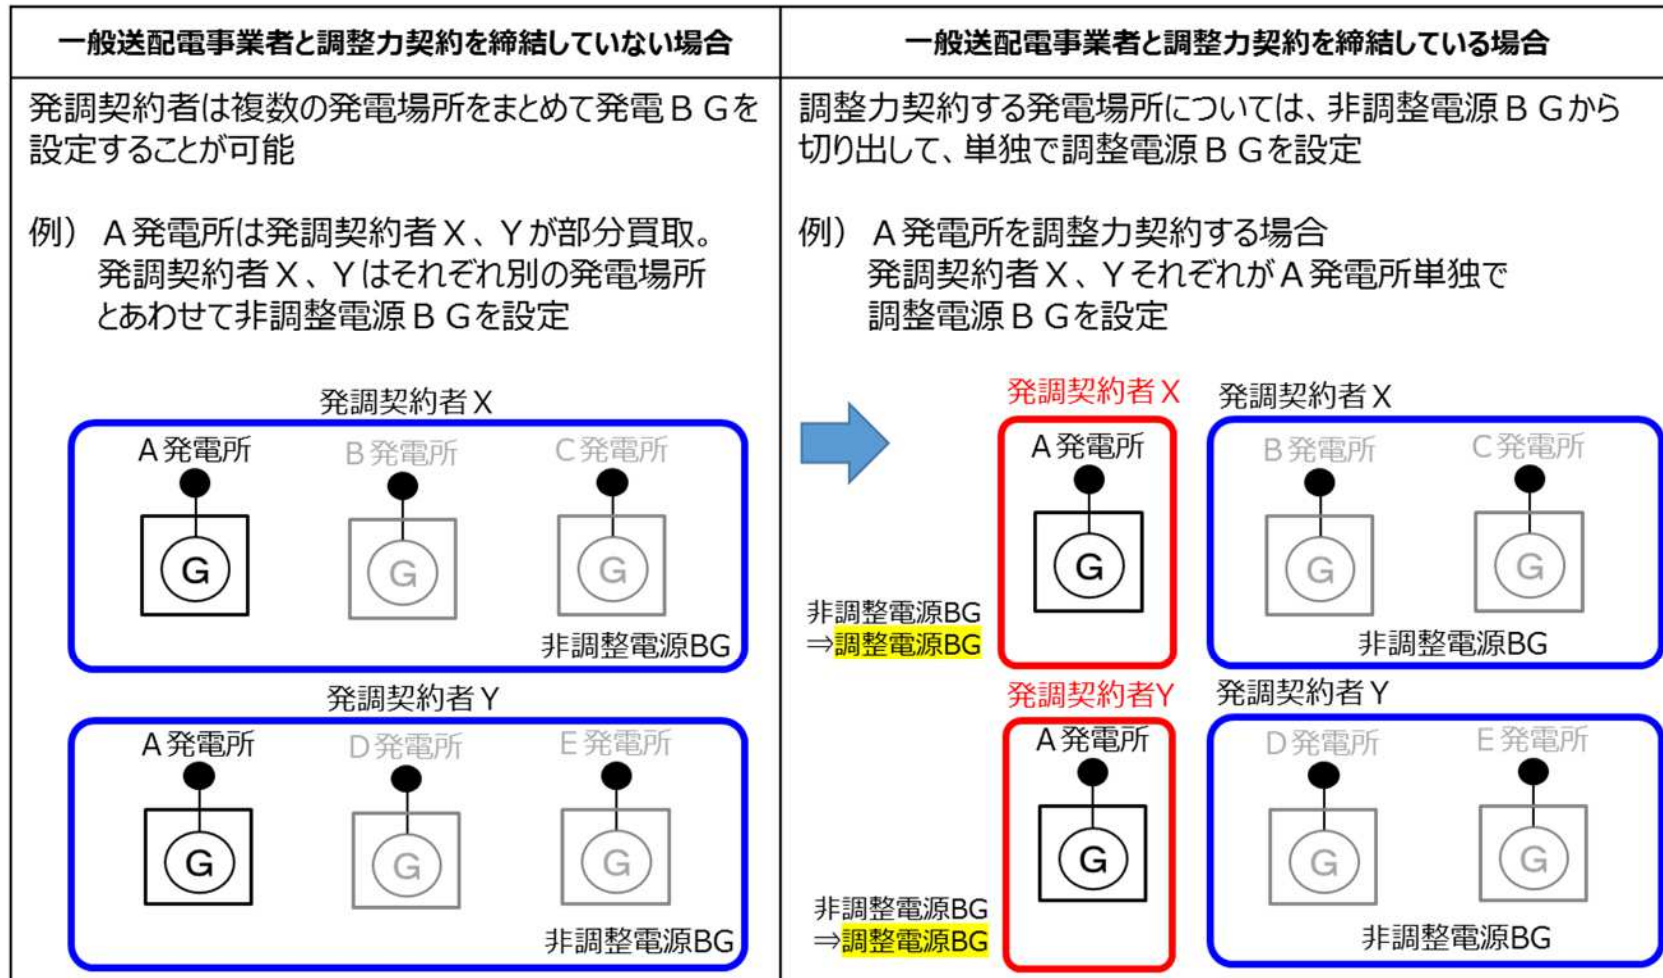 一般送配電事業者と調整力契約を締結していない場合
一般送配電事業者と調整力契約を締結している場合
発調契約者は複数の発電場所をまとめて発電ＢＧを
設定することが可能
例） Ａ発電所は発調契約者Ｘ、Ｙが部分買取。
発調契約者Ｘ、Ｙはそれぞれ別の発電場所
とあわせて非調整電源ＢＧを設定
発調契約者Ｘ
A発電所
B発電所
C発電所
G
G
G
非調整電源BG
発調契約者Ｙ
A発電所
D発電所
E発電所
G
G
G
非調整電源BG
調整力契約する発電場所については、非調整電源ＢＧから
切り出して、単独で調整電源ＢＧを設定
例） Ａ発電所を調整力契約する場合
発調契約者Ｘ、ＹそれぞれがＡ発電所単独で
調整電源ＢＧを設定
発調契約者Ｘ
発調契約者Ｘ
A発電所
B発電所
C発電所
G
G
G
非調整電源BG
⇒調整電源BG
非調整電源BG
発調契約者Y
発調契約者Ｙ
A発電所
D発電所
E発電所
G
G
G
非調整電源BG
⇒調整電源BG
非調整電源BG